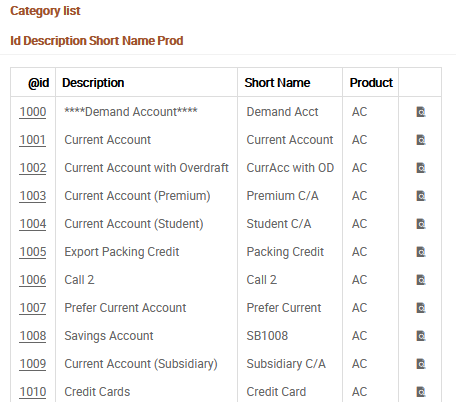 Category list
Id Description Short Name Prod
@id Description Short Name Product
1000 ****Demand Account**** Demand Acct AC
1001 Current Account Current Account AC
1002 Current Account with Overdraft CurrAcc with OD AC
1003 Current Account (Premium) Premium C/A AC
1004 Current Account (Student) Student C/A AC
1005 Export Packing Credit Packing Credit AC
1006 Call 2 Call 2 AC
1007 Prefer Current Account Prefer Current AC
1008 Savings Account SB1008 AC
1009 Current Account (Subsidiary) Subsidiary C/A AC
1010 Credit Cards Credit Card AC